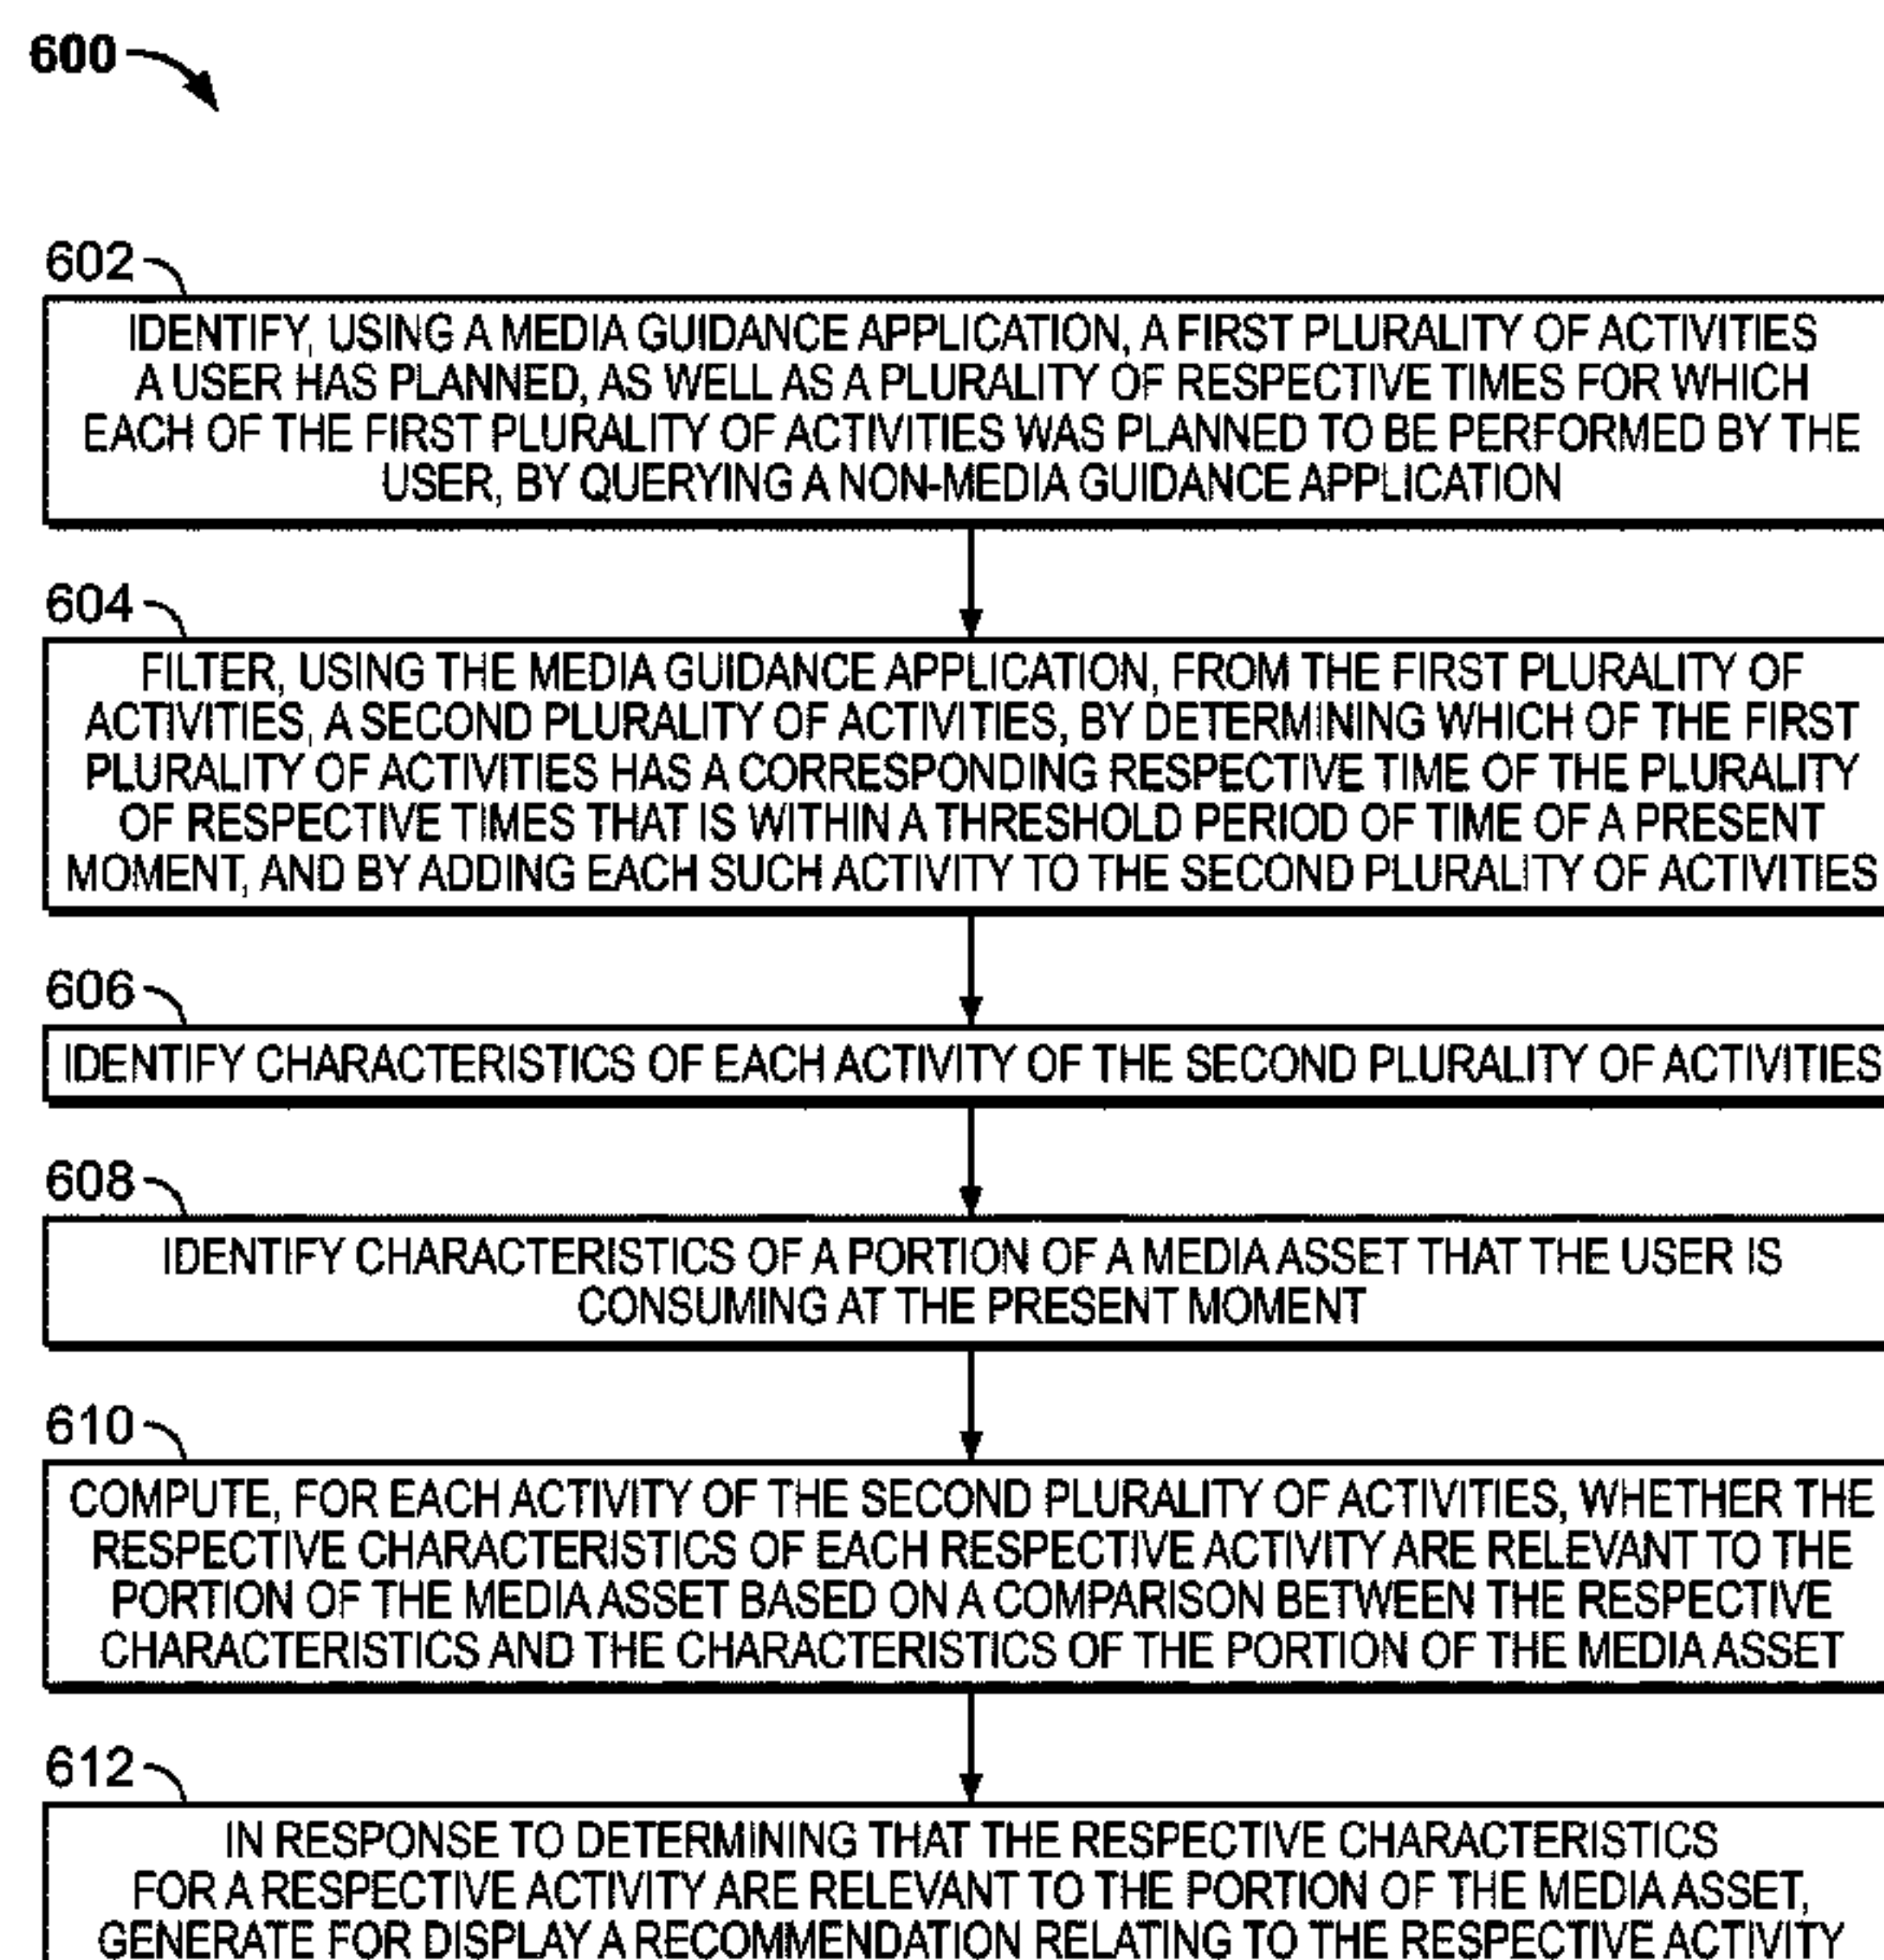 600
602
IDENTIFY, USING A MEDIA GUIDANCE APPLICATION, A FIRST PLURALITY OF ACTIVITIES
A USER HAS PLANNED, AS WELL AS A PLURALITY OF RESPECTIVE TIMES FOR WHICH
EACH OF THE FIRST PLURALITY OF ACTIVITIES WAS PLANNED TO BE PERFORMED BY THE
USER, BY QUERYING A NON-MEDIA GUIDANCE APPLICATION
604
FILTER, USING THE MEDIA GUIDANCE APPLICATION, FROM THE FIRST PLURALITY OF
ACTIVITIES, A SECOND PLURALITY OF ACTIVITIES, BY DETERMINING WHICH OF THE FIRST
PLURALITY OF ACTIVITIES HAS A CORRESPONDING RESPECTIVE TIME OF THE PLURALITY
OF RESPECTIVE TIMES THAT IS WITHIN A THRESHOLD PERIOD OF TIME OF A PRESENT
MOMENT, AND BY ADDING EACH SUCH ACTIVITY TO THE SECOND PLURALITY OF ACTIVITIES
606
IDENTIFY CHARACTERISTICS OF EACH ACTIVITY OF THE SECOND PLURALITY OF ACTIVITIES
608
IDENTIFY CHARACTERISTICS OF A PORTION OF A MEDIA ASSET THAT THE USER IS
CONSUMING AT THE PRESENT MOMENT
610
COMPUTE, FOR EACH ACTIVITY OF THE SECOND PLURALITY OF ACTIVITIES, WHETHER THE
RESPECTIVE CHARACTERISTICS OF EACH RESPECTIVE ACTIVITY ARE RELEVANT TO THE
PORTION OF THE MEDIA ASSET BASED ON A COMPARISON BETWEEN THE RESPECTIVE
CHARACTERISTICS AND THE CHARACTERISTICS OF THE PORTION OF THE MEDIA ASSET
612
IN RESPONSE TO DETERMINING THAT THE RESPECTIVE CHARACTERISTICS
FOR A RESPECTIVE ACTIVITY ARE RELEVANT TO THE PORTION OF THE MEDIA ASSET,
GENERATE FOR DISPLAY A RECOMMENDATION RELATING TO THE RESPECTIVE ACTIVITY